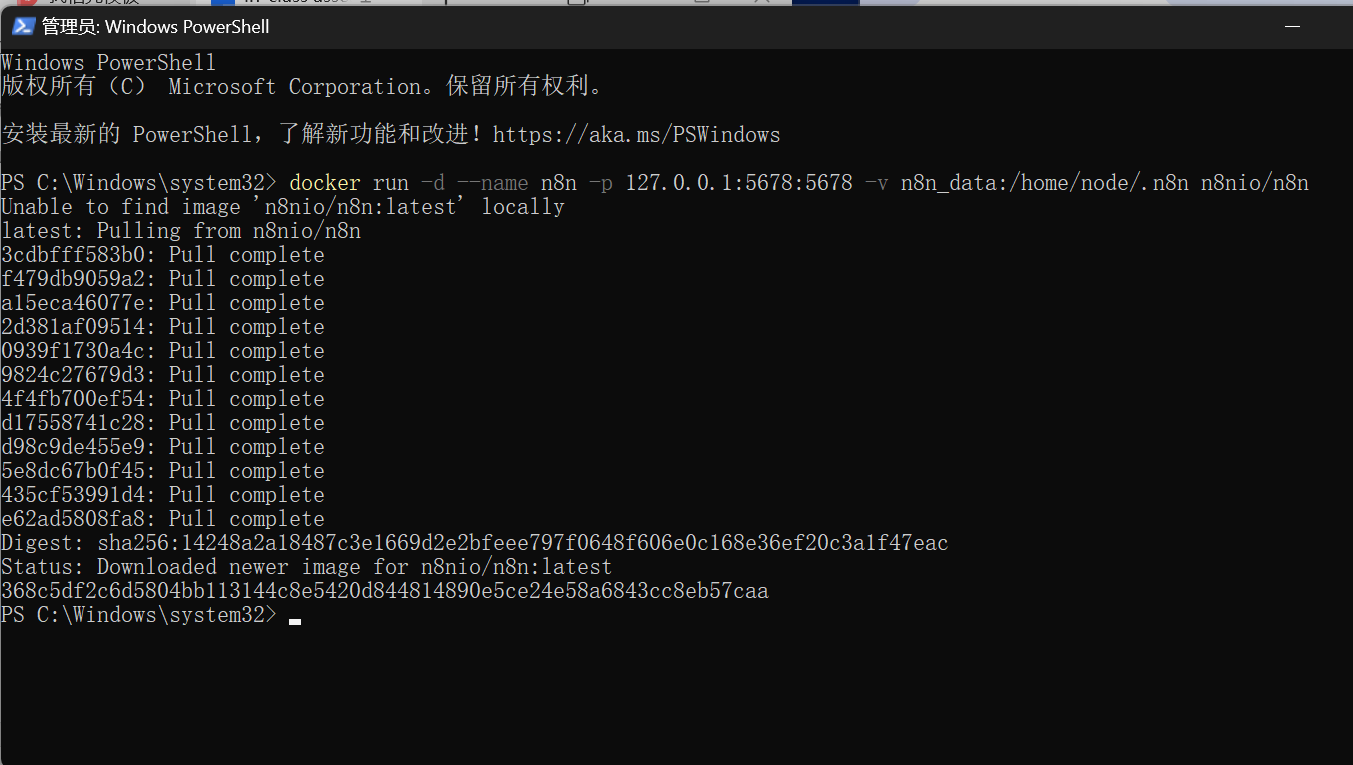 管理员: Windows PowerShell
Windows PowerShell
版权所有（C） Microsoft Corporation。保留所有权利。
安装最新的 PowerShell，了解新功能和改进！https://aka.ms/PSWindows
PS C:\Windows\system32> docker run -d --name n8n -p 127.0.0.1:5678:5678 -v n8n_data:/home/node/.n8n n8nio/n8n
Unable to find image 'n8nio/n8n:latest' locally
latest: Pulling from n8nio/n8n
3cdbfff583b0: Pull complete
f479db9059a2: Pull complete
a15eca46077e: Pull complete
2d381af09514: Pull complete
0939f1730a4c: Pull complete
9824c27679d3: Pull complete
4f4fb700ef54: Pull complete
d17558741c28: Pull complete
d98c9de455e9: Pull complete
5e8dc67b0f45: Pull complete
435cf53991d4: Pull complete
e62ad5808fa8: Pull complete
Digest: sha256:14248a2a18487c3e1669d2e2bfeee797f0648f606e0c168e36ef20c3a1f47eac
Status: Downloaded newer image for n8nio/n8n:latest
368c5df2c6d5804bb113144c8e5420d844814890e5ce24e58a6843cc8eb57caa
PS C:\Windows\system32>